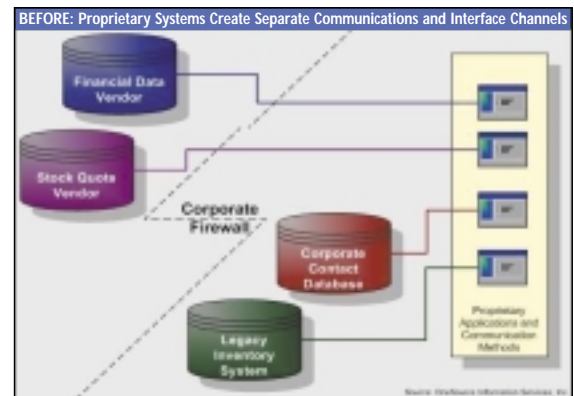 BEFORE: Proprietary Systems Create Separate Communications and Interface Channels
Financial Data
Vendor
Stock Quote
Vendor
Corporate
Firewall
Corporate
Contact
Database
Legacy
Inventory
System
Proprietary
Applications and
Communication
Methods
Source: OneSource Information Services, Inc.